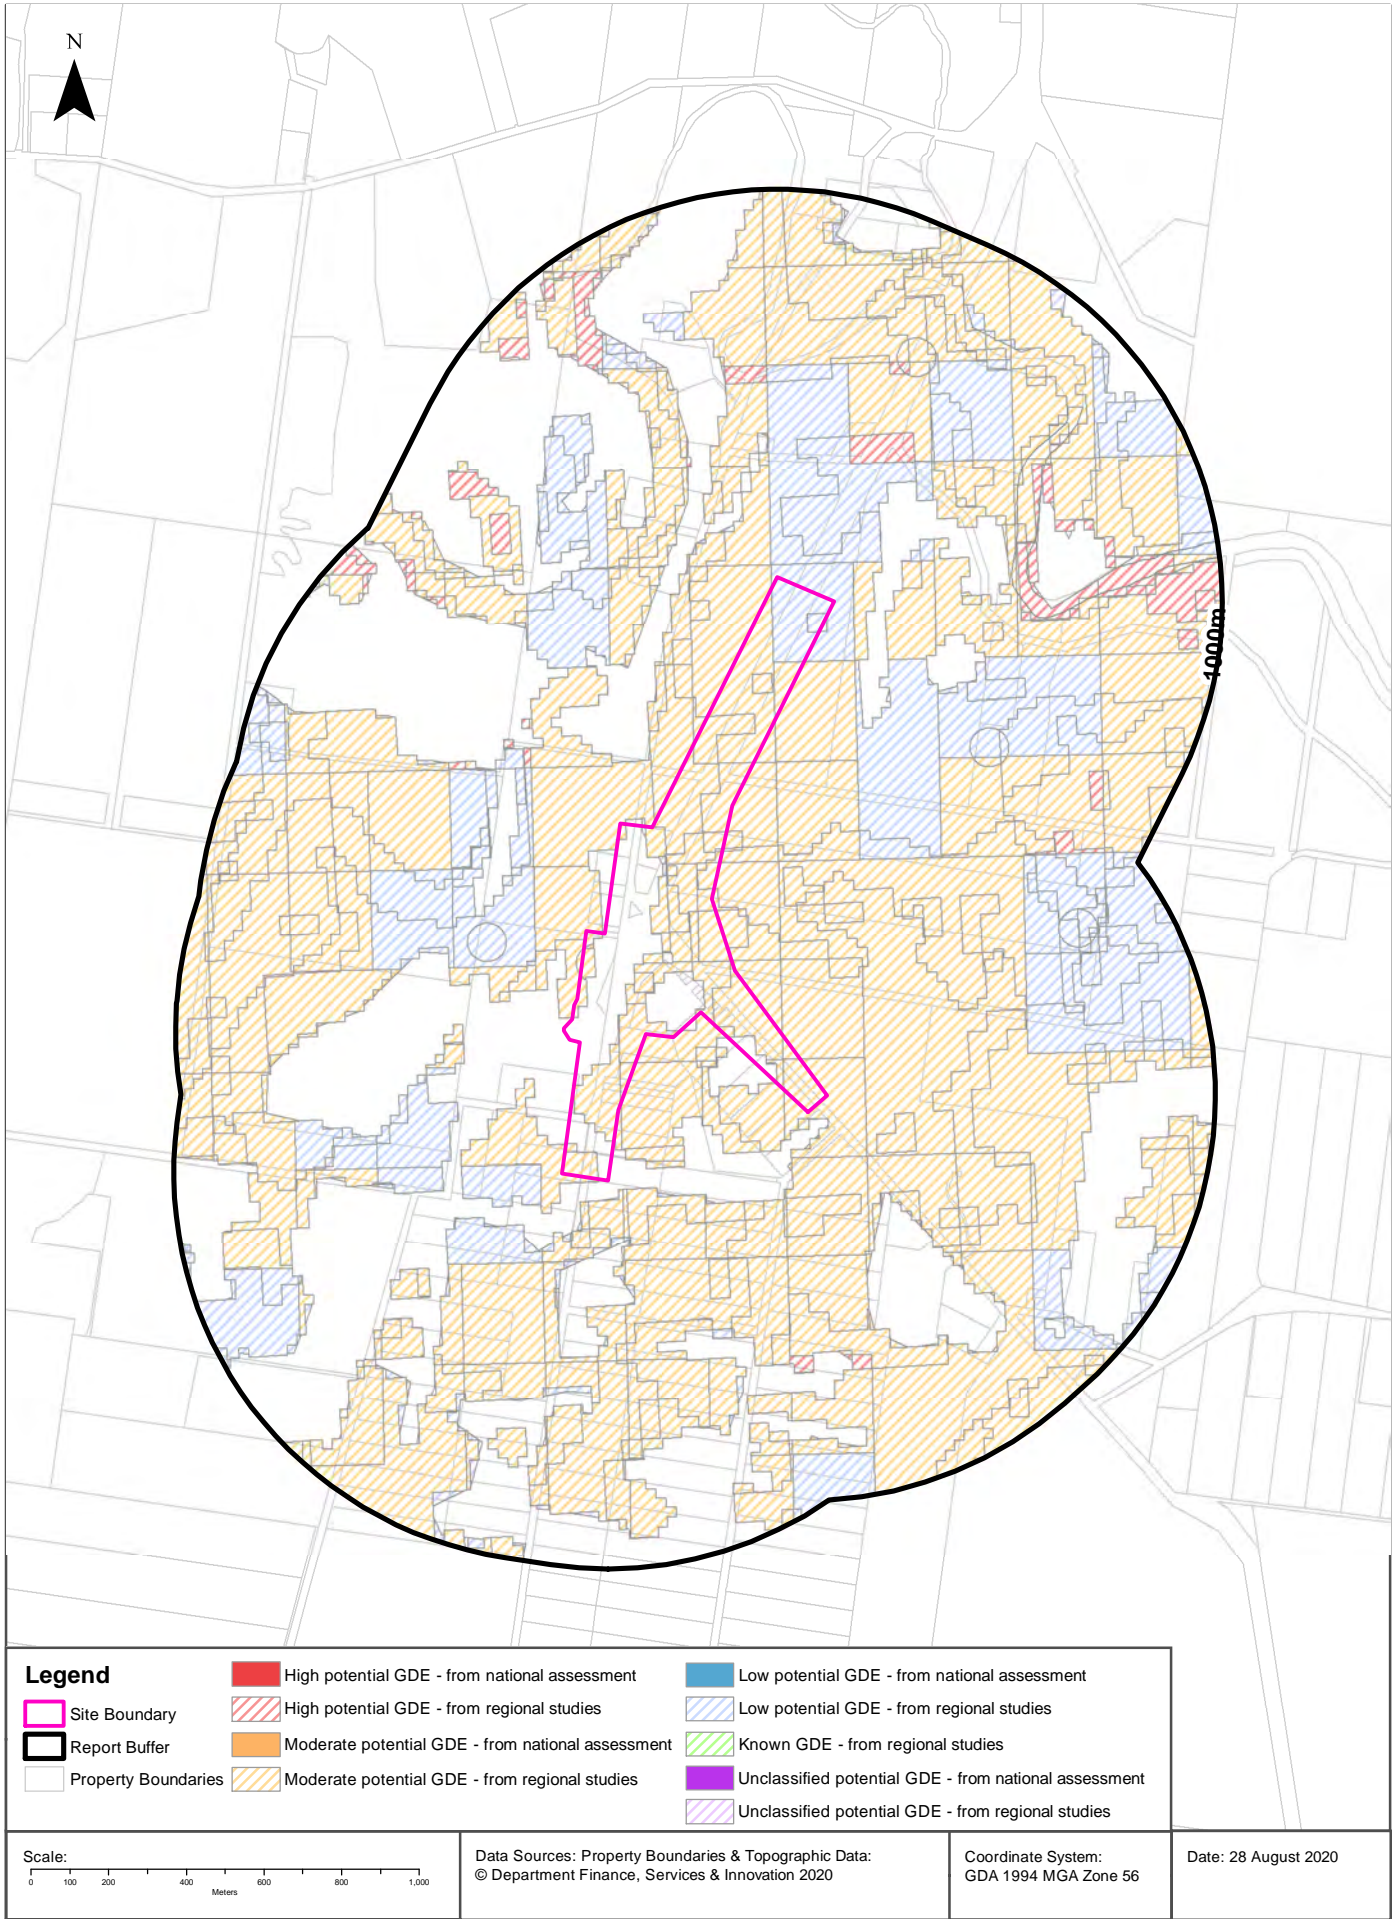 N
1000m
Legend
Site Boundary
Report Buffer
Property Boundaries
High potential GDE - from national assessment
High potential GDE - from regional studies
Moderate potential GDE - from national assessment
Moderate potential GDE - from regional studies
Low potential GDE - from national assessment
Low potential GDE - from regional studies
Known GDE - from regional studies
Unclassified potential GDE - from national assessment
Unclassified potential GDE - from regional studies
Scale:
0 100 200 400 600 800 1,000
Meters
Data Sources: Property Boundaries & Topographic Data:
© Department Finance, Services & Innovation 2020
Coordinate System:
GDA 1994 MGA Zone 56
Date: 28 August 2020